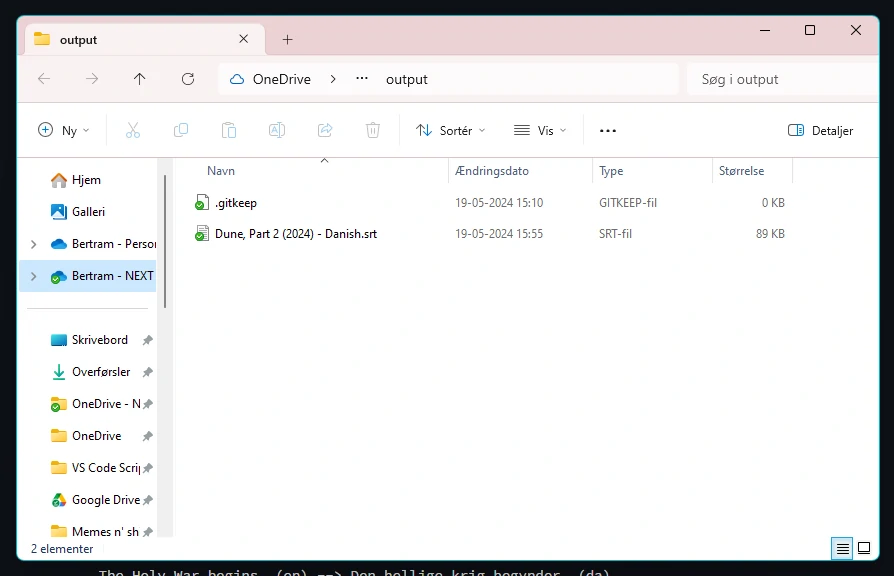 output
OneDrive > ... output
Søg i output
Ny
Sortér
Vis
Detaljer
Hjem
Galleri
Bertram - Person
Bertram - NEXT
Skrivebord
Overførsler
OneDrive - N
OneDrive
VS Code Scrip
Google Drive
Memes n' sh
Navn Ændringsdato Type Størrelse
.gitkeep 19-05-2024 15:10 GITKEEP-fil 0 KB
Dune, Part 2 (2024) - Danish.srt 19-05-2024 15:55 SRT-fil 89 KB
2 elementer
The Holy War begins. (en) --> Den hellige krig begynder. (da)